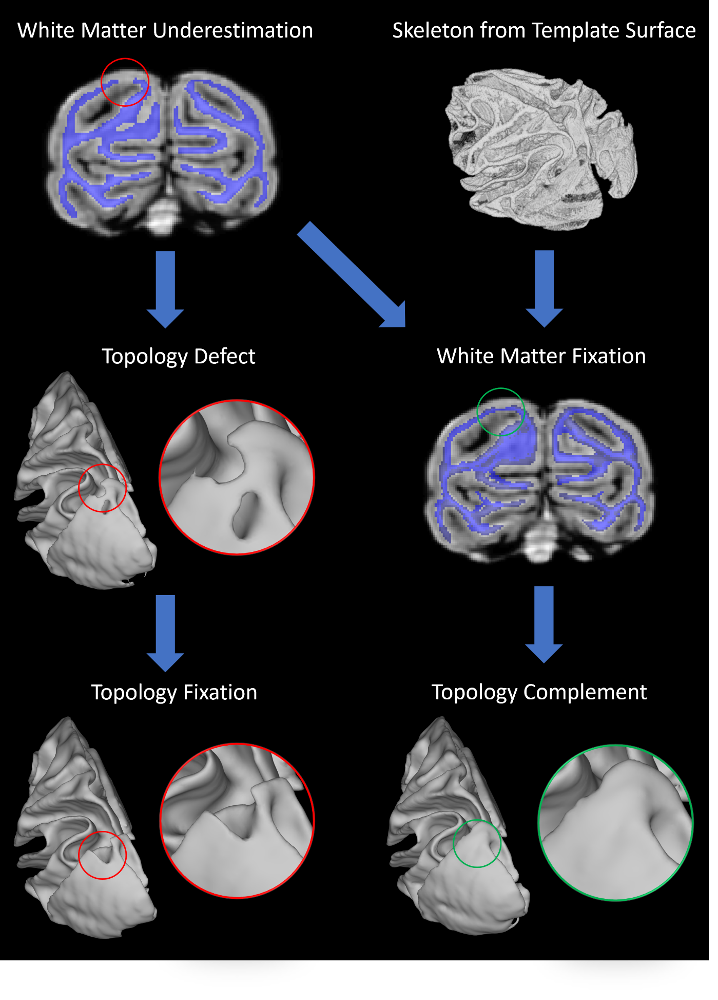 White Matter Underestimation
Skeleton from Template Surface
Topology Defect
White Matter Fixation
Topology Fixation
Topology Complement